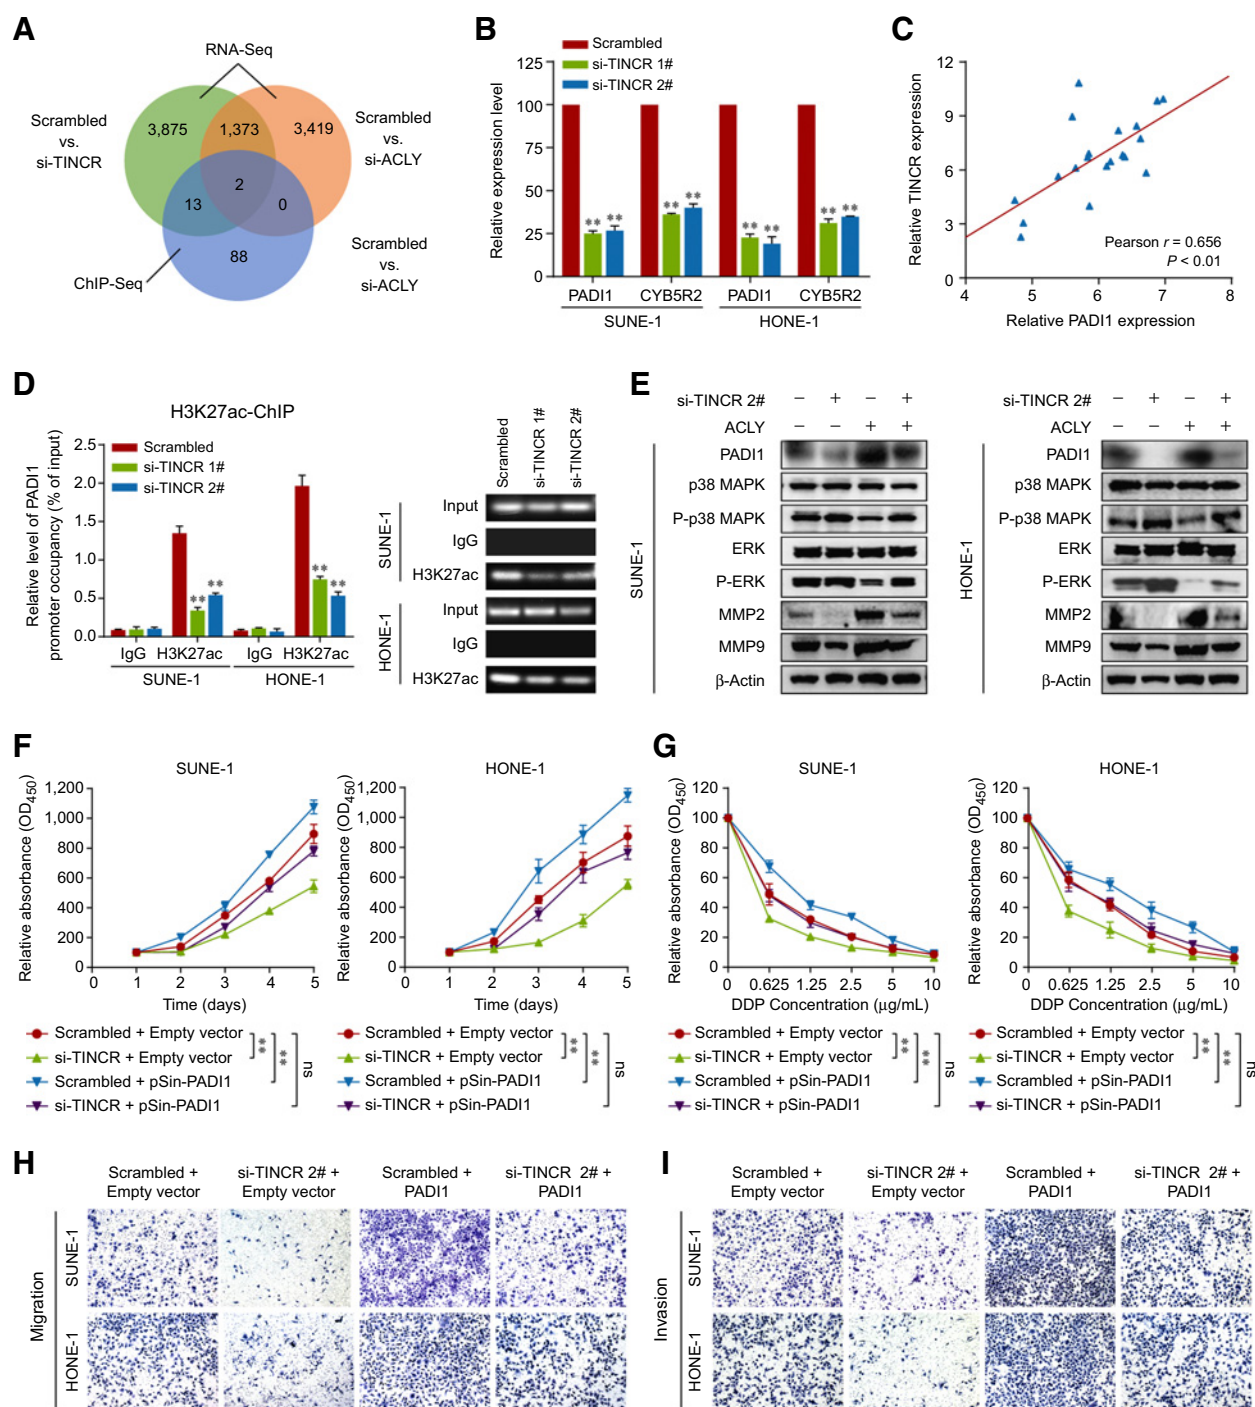 A
RNA-Seq
Scrambled
vs.
si-TINCR
3,875
1,373
3,419
Scrambled
vs.
si-ACLY
2
13
0
88
ChIP-Seq
Scrambled
vs.
si-ACLY
B
Scrambled
si-TINCR 1#
si-TINCR 2#
Relative expression level
125
100
75
50
25
0
** **
** **
** **
** **
PADI1 CYB5R2 PADI1 CYB5R2
SUNE-1 HONE-1
C
Relative TINCR expression
12
9
6
3
0
Pearson r = 0.656
P < 0.01
4 5 6 7 8
Relative PADI1 expression
D
H3K27ac-ChIP
Scrambled
si-TINCR 1#
si-TINCR 2#
Relative level of PADI1
promoter occupancy (% of input)
2.5
2.0
1.5
1.0
0.5
0.0
** **
** **
IgG H3K27ac IgG H3K27ac
SUNE-1 HONE-1
Scrambled
si-TINCR 1#
si-TINCR 2#
SUNE-1
Input
IgG
H3K27ac
HONE-1
Input
IgG
H3K27ac
E
si-TINCR 2# − + − +
ACLY − − + +
SUNE-1
PADI1
p38 MAPK
P-p38 MAPK
ERK
P-ERK
MMP2
MMP9
β-Actin
si-TINCR 2# − + − +
ACLY − − + +
HONE-1
PADI1
p38 MAPK
P-p38 MAPK
ERK
P-ERK
MMP2
MMP9
β-Actin
F
SUNE-1
Relative absorbance (OD450)
1,200
1,000
800
600
400
200
0
0 1 2 3 4 5
Time (days)
Scrambled + Empty vector
si-TINCR + Empty vector
Scrambled + pSin-PADI1
si-TINCR + pSin-PADI1
**
**
ns
HONE-1
Relative absorbance (OD450)
1,200
1,000
800
600
400
200
0
0 1 2 3 4 5
Time (days)
Scrambled + Empty vector
si-TINCR + Empty vector
Scrambled + pSin-PADI1
si-TINCR + pSin-PADI1
**
**
ns
G
SUNE-1
Relative absorbance (OD450)
120
100
80
60
40
20
0
0 0.625 1.25 2.5 5 10
DDP Concentration (μg/mL)
Scrambled + Empty vector
si-TINCR + Empty vector
Scrambled + pSin-PADI1
si-TINCR + pSin-PADI1
**
**
ns
HONE-1
Relative absorbance (OD450)
120
100
80
60
40
20
0
0 0.625 1.25 2.5 5 10
DDP Concentration (μg/mL)
Scrambled + Empty vector
si-TINCR + Empty vector
Scrambled + pSin-PADI1
si-TINCR + pSin-PADI1
**
**
ns
H
Scrambled + si-TINCR 2# + Scrambled + si-TINCR 2# +
Empty vector Empty vector PADI1 PADI1
Migration
SUNE-1
HONE-1
I
Scrambled + si-TINCR 2# + Scrambled + si-TINCR 2# +
Empty vector Empty vector PADI1 PADI1
Invasion
SUNE-1
HONE-1